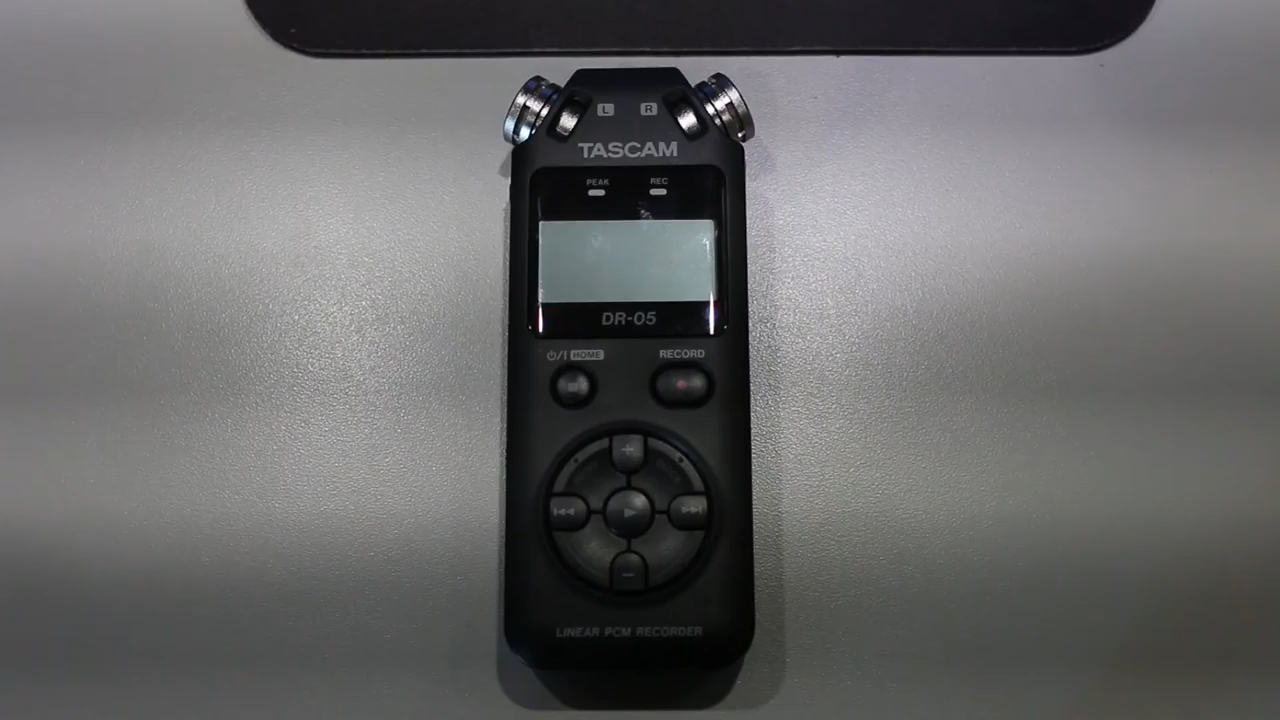 L R
TASCAM
PEAK REC
DR-05
⏻/I HOME RECORD
+
−
LINEAR PCM RECORDER